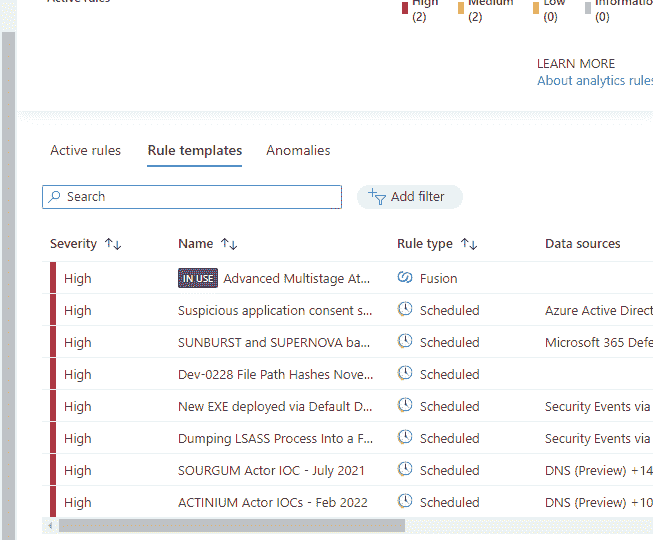 Active rules
High
(2)
Medium
(2)
Low
(0)
Informatio
(0)
LEARN MORE
About analytics rules
Active rules Rule templates Anomalies
Search Add filter
Severity Name Rule type Data sources
High IN USE Advanced Multistage At... Fusion
High Suspicious application consent s... Scheduled Azure Active Direct
High SUNBURST and SUPERNOVA ba... Scheduled Microsoft 365 Defe
High Dev-0228 File Path Hashes Nove... Scheduled
High New EXE deployed via Default D... Scheduled Security Events via
High Dumping LSASS Process Into a F... Scheduled Security Events via
High SOURGUM Actor IOC - July 2021 Scheduled DNS (Preview) +14
High ACTINIUM Actor IOCs - Feb 2022 Scheduled DNS (Preview) +10